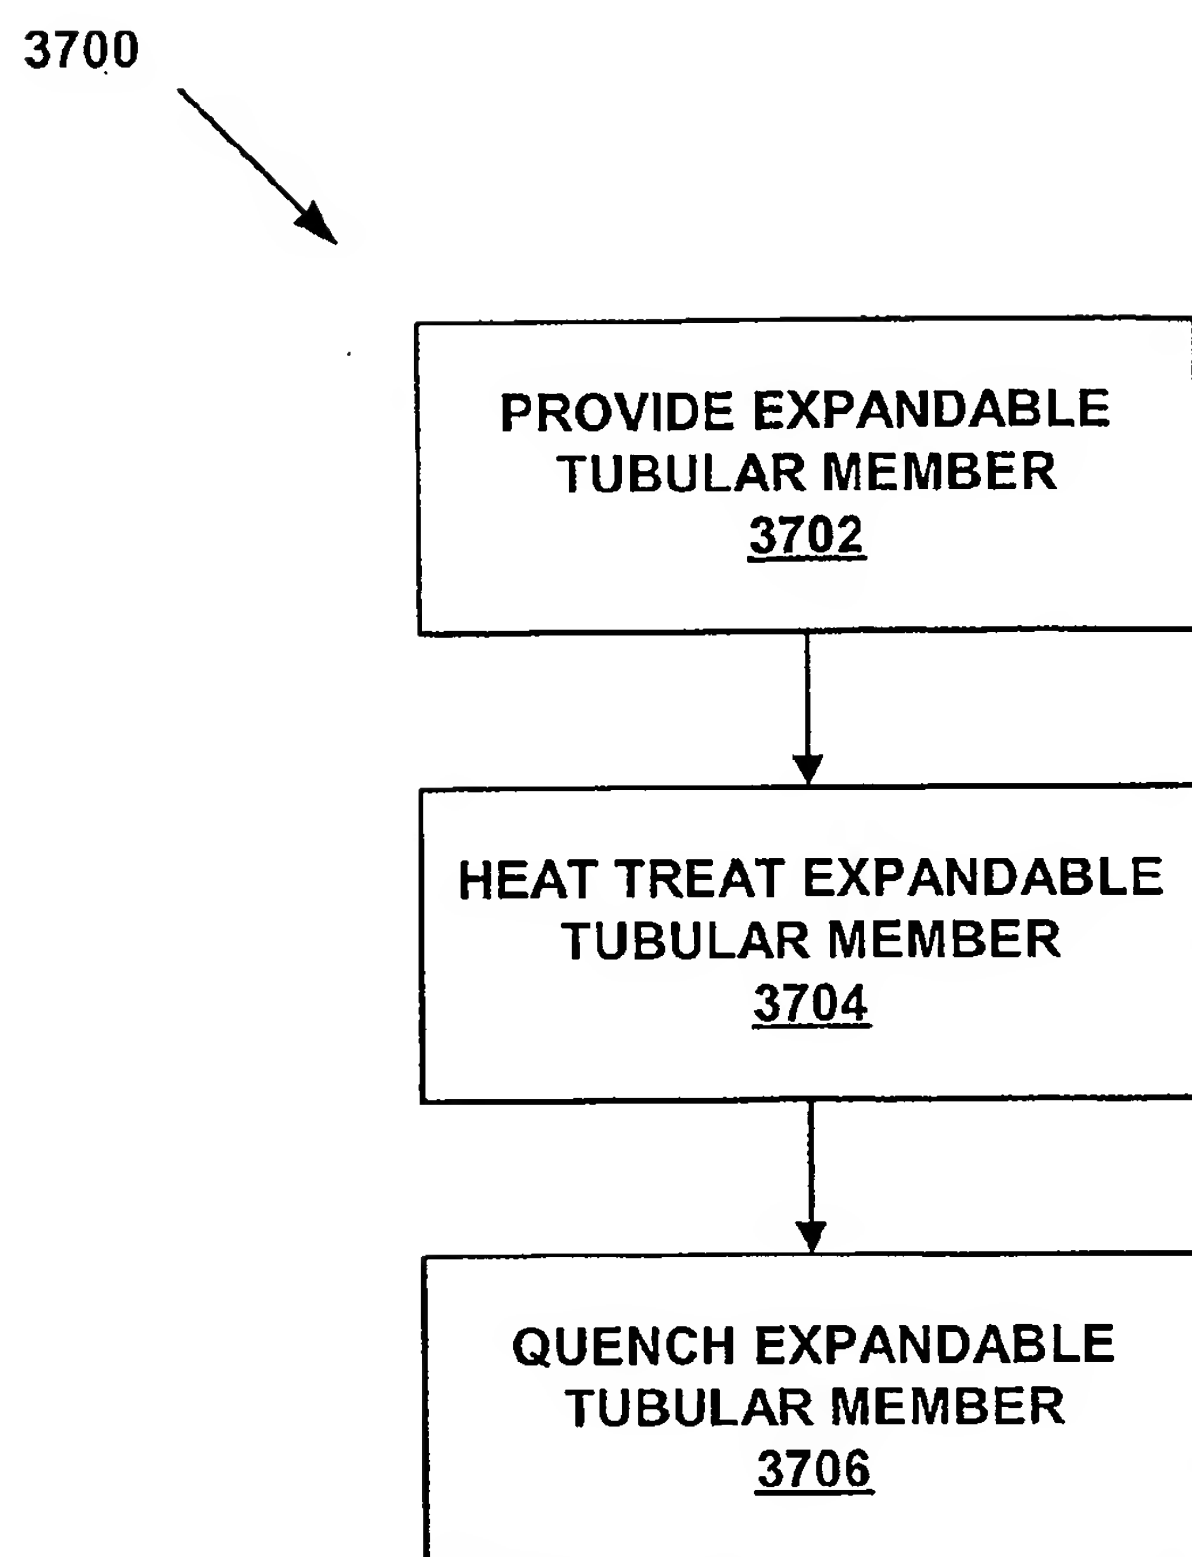 3700
PROVIDE EXPANDABLE
TUBULAR MEMBER
3702
HEAT TREAT EXPANDABLE
TUBULAR MEMBER
3704
QUENCH EXPANDABLE
TUBULAR MEMBER
3706